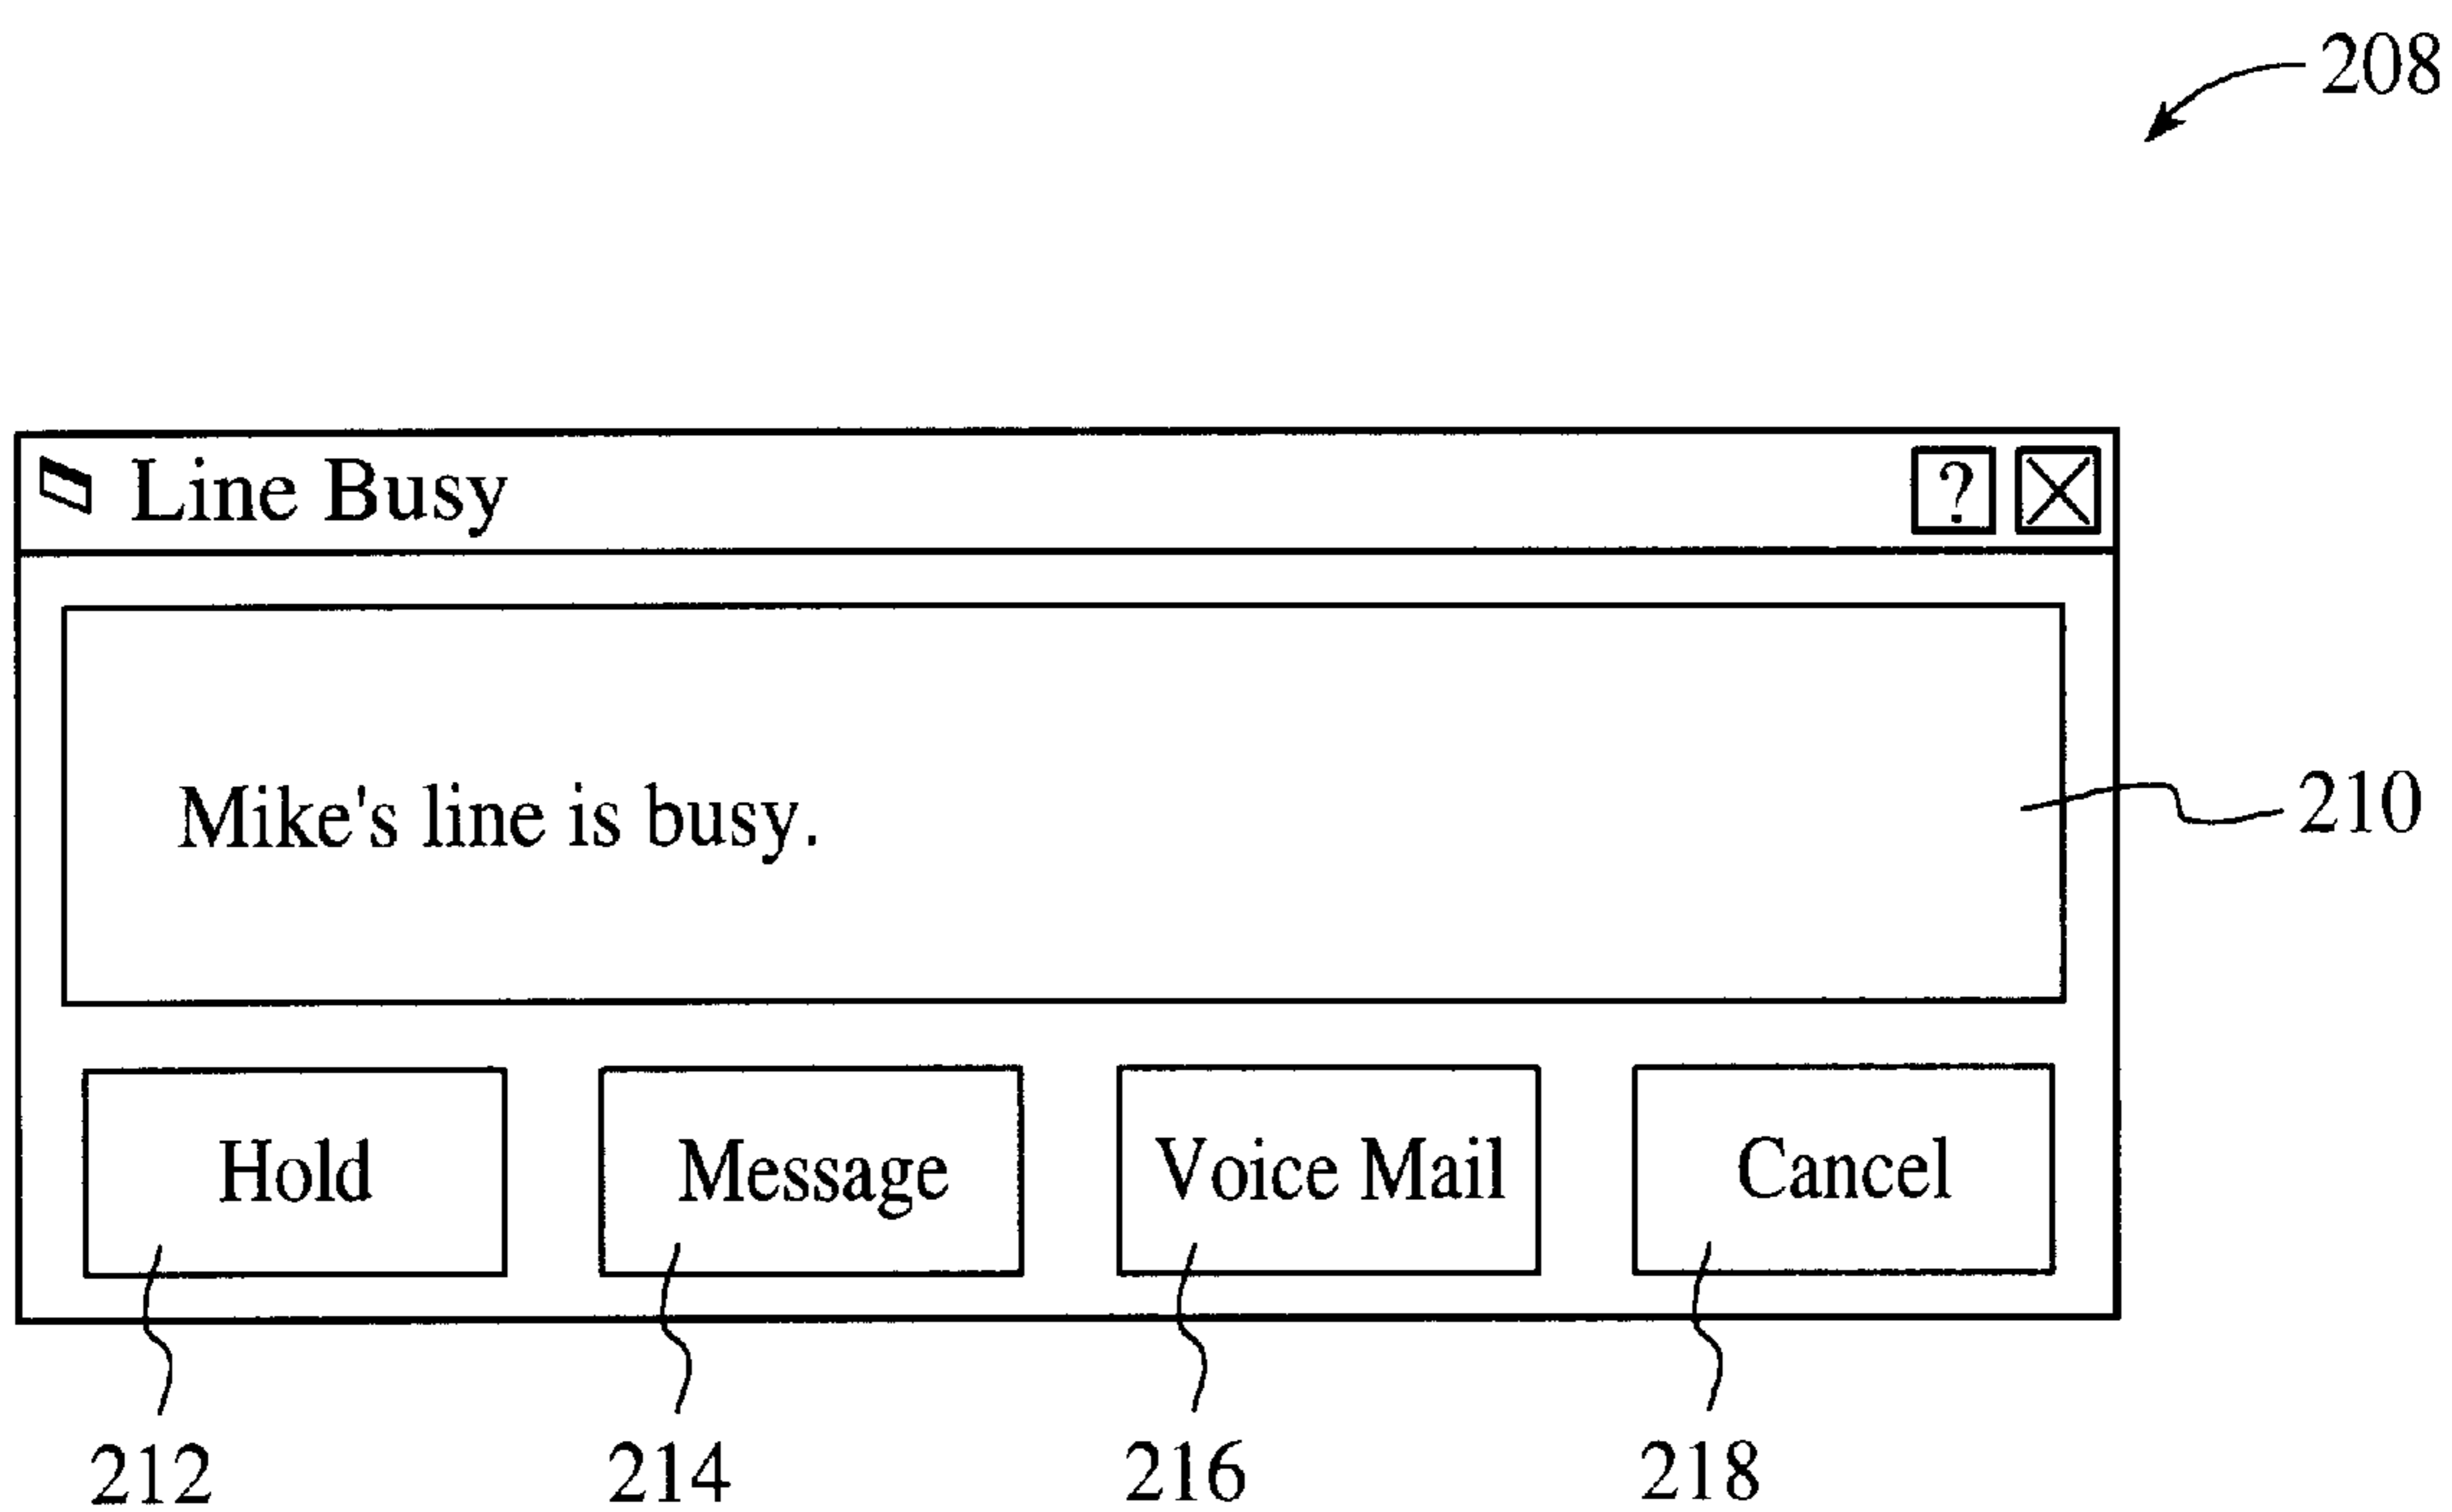 208
Line Busy ? X
Mike's line is busy.
210
Hold Message Voice Mail Cancel
212 214 216 218